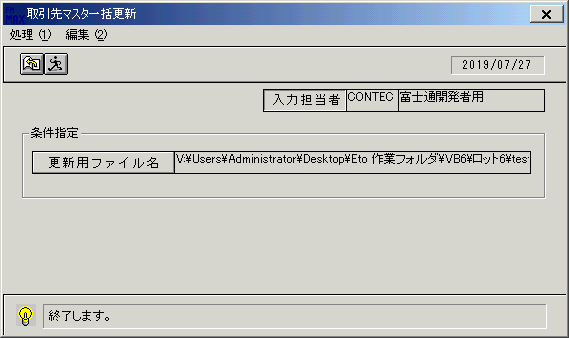 取引先マスター括更新
処理 (1) 編集 (2)
2019/07/27
入力担当者 CONTEC 富士通開発者用
条件指定
更新用ファイル名 V:¥Users¥Administrator¥Desktop¥Eto 作業フォルダ¥VB6¥ロット6¥tes
終了します。